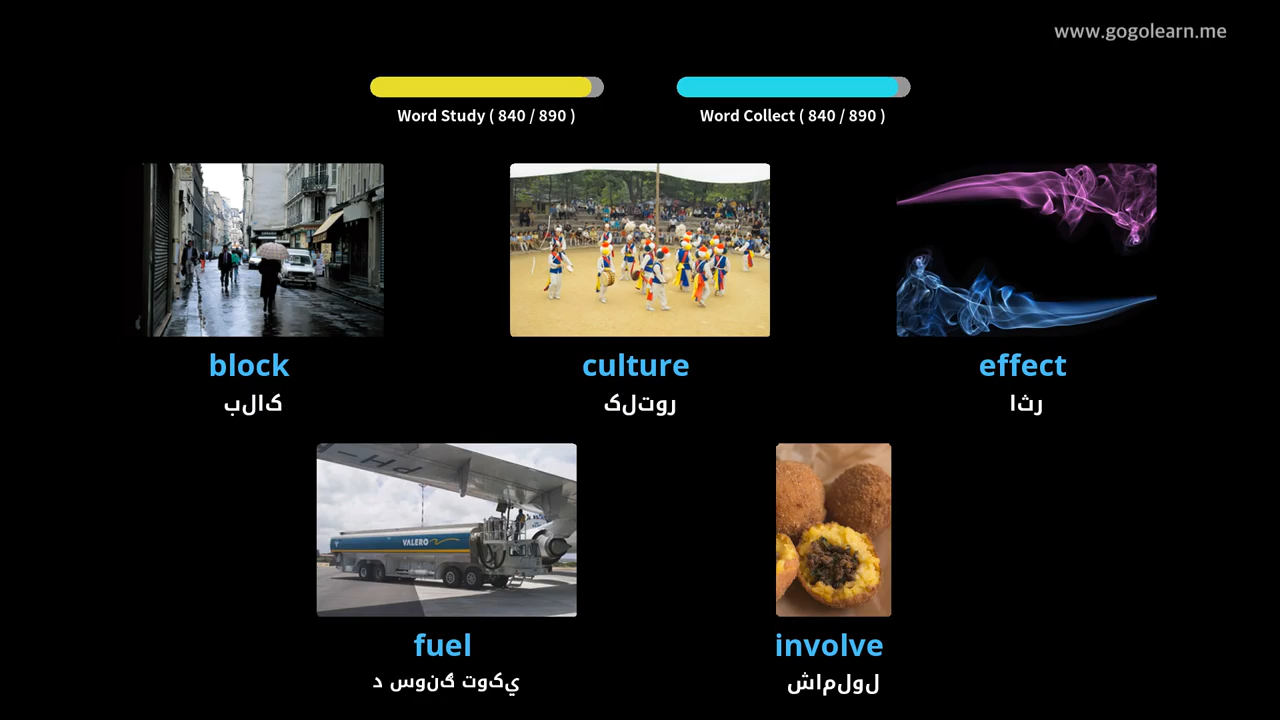 www.gogolearn.me
Word Study ( 840 / 890 )
Word Collect ( 840 / 890 )
block
کالب
culture
روتلک
effect
رثا
VALERO
fuel
يکوت گنوس د
involve
لولماش